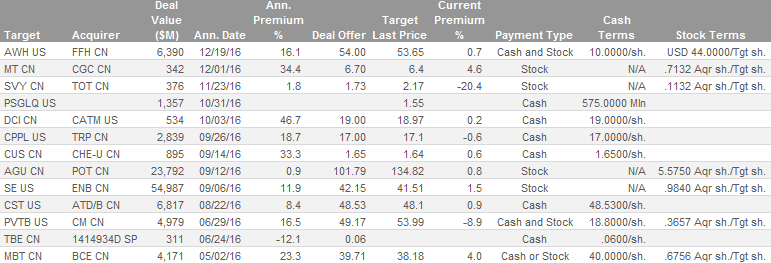 Deal Ann. Target Current
Value Premium Last Premium Cash
Target Acquirer ($M) Ann. Date % Deal Offer Price % Payment Type Terms Stock Terms
AWH US FFH CN 6,390 12/19/16 16.1 54.00 53.65 0.7 Cash and Stock 10.0000/sh. USD 44.0000/Tgt sh.
MT CN CGC CN 342 12/01/16 34.4 6.70 6.4 4.6 Stock N/A .7132 Aqr sh./Tgt sh.
SVY CN TOT CN 376 11/23/16 1.8 1.73 2.17 -20.4 Stock N/A .1132 Aqr sh./Tgt sh.
PSGLQ US 1,357 10/31/16 1.55 Cash 575.0000 Mln
DCI CN CATM US 534 10/03/16 46.7 19.00 18.97 0.2 Cash 19.0000/sh.
CPPL US TRP CN 2,839 09/26/16 18.7 17.00 17.1 -0.6 Cash 17.0000/sh.
CUS CN CHE-U CN 895 09/14/16 33.3 1.65 1.64 0.6 Cash 1.6500/sh.
AGU CN POT CN 23,792 09/12/16 0.9 101.79 134.82 0.8 Stock N/A 5.5750 Aqr sh./Tgt sh.
SE US ENB CN 54,987 09/06/16 11.9 42.15 41.51 1.5 Stock N/A .9840 Aqr sh./Tgt sh.
CST US ATD/B CN 6,817 08/22/16 8.4 48.53 48.1 0.9 Cash 48.5300/sh.
PVTB US CM CN 4,979 06/29/16 16.5 49.17 53.99 -8.9 Cash and Stock 18.8000/sh. .3657 Aqr sh./Tgt sh.
TBE CN 1414934D SP 311 06/24/16 -12.1 0.06 Cash .0600/sh.
MBT CN BCE CN 4,171 05/02/16 23.3 39.71 38.18 4.0 Cash or Stock 40.0000/sh. .6756 Aqr sh./Tgt sh.